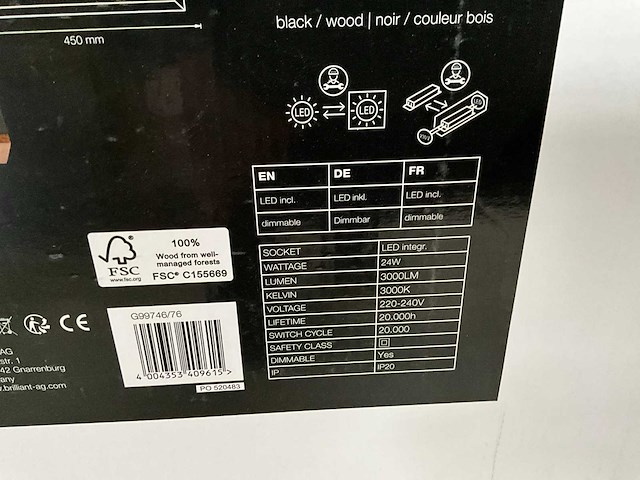 450 mm
black / wood | noir / couleur bois
LED
LED
EN DE FR
LED incl. LED inkl. LED incl.
dimmable Dimmbar dimmable
100%
Wood from well-
managed forests
FSC® C155669
FSC
www.fsc.org
SOCKET LED integr.
WATTAGE 24W
LUMEN 3000LM
KELVIN 3000K
VOLTAGE 220-240V
LIFETIME 20.000h
SWITCH CYCLE 20.000
SAFETY CLASS
DIMMABLE Yes
IP IP20
G99746/76
4 004353 409615 >
PO 520483
CE
AG
str. 1
42 Gnarrenburg
any
.brilliant-ag.com